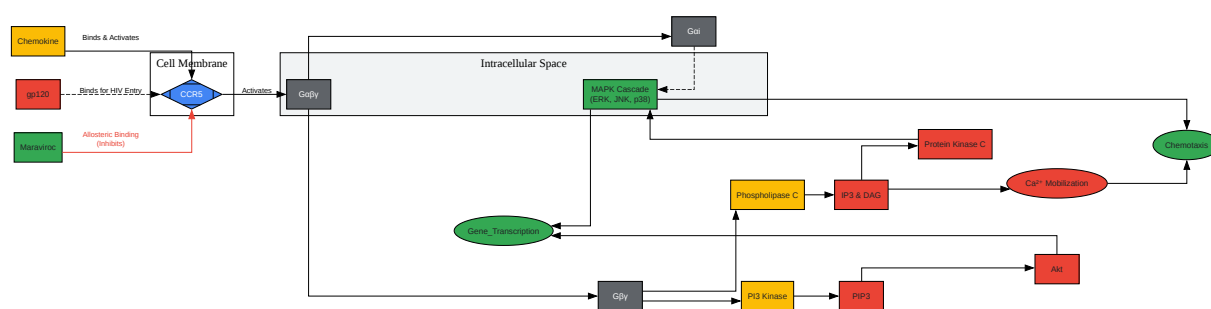 Gαi
Chemokine
Binds & Activates
Cell Membrane
Intracellular Space
gp120
Binds for HIV Entry
CCR5
Activates
Gαβγ
MAPK Cascade
(ERK, JNK, p38)
Maraviroc
Allosteric Binding
(Inhibits)
Protein Kinase C
Chemotaxis
Phospholipase C
IP3 & DAG
Ca²⁺ Mobilization
Gene_Transcription
Akt
Gβγ
PI3 Kinase
PIP3